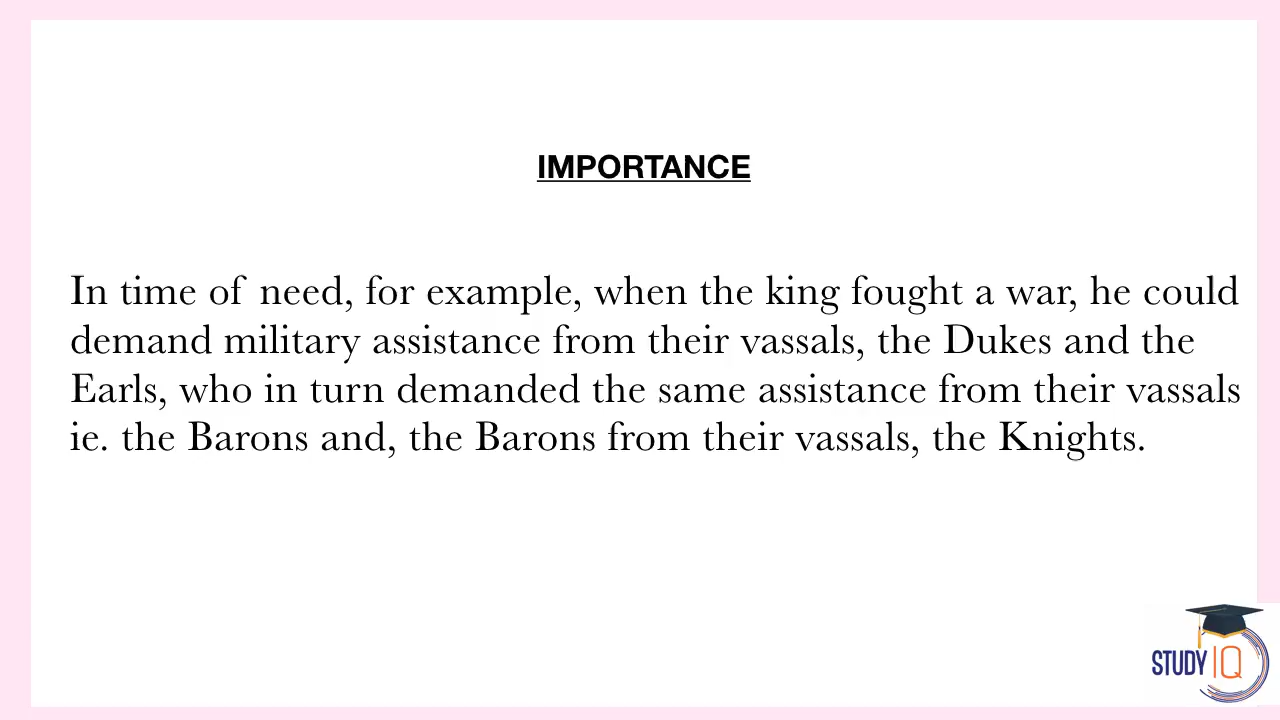 IMPORTANCE
In time of need, for example, when the king fought a war, he could
demand military assistance from their vassals, the Dukes and the
Earls, who in turn demanded the same assistance from their vassals
ie. the Barons and, the Barons from their vassals, the Knights.
STUDY IQ